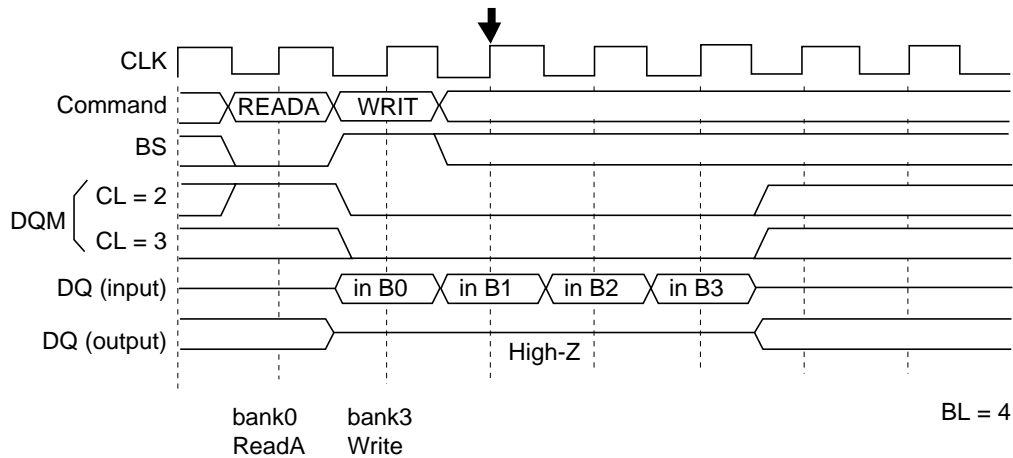 CLK
Command READA WRIT
BS
DQM
CL = 2
CL = 3
DQ (input) in B0 in B1 in B2 in B3
DQ (output) High-Z
bank0 bank3 BL = 4
ReadA Write